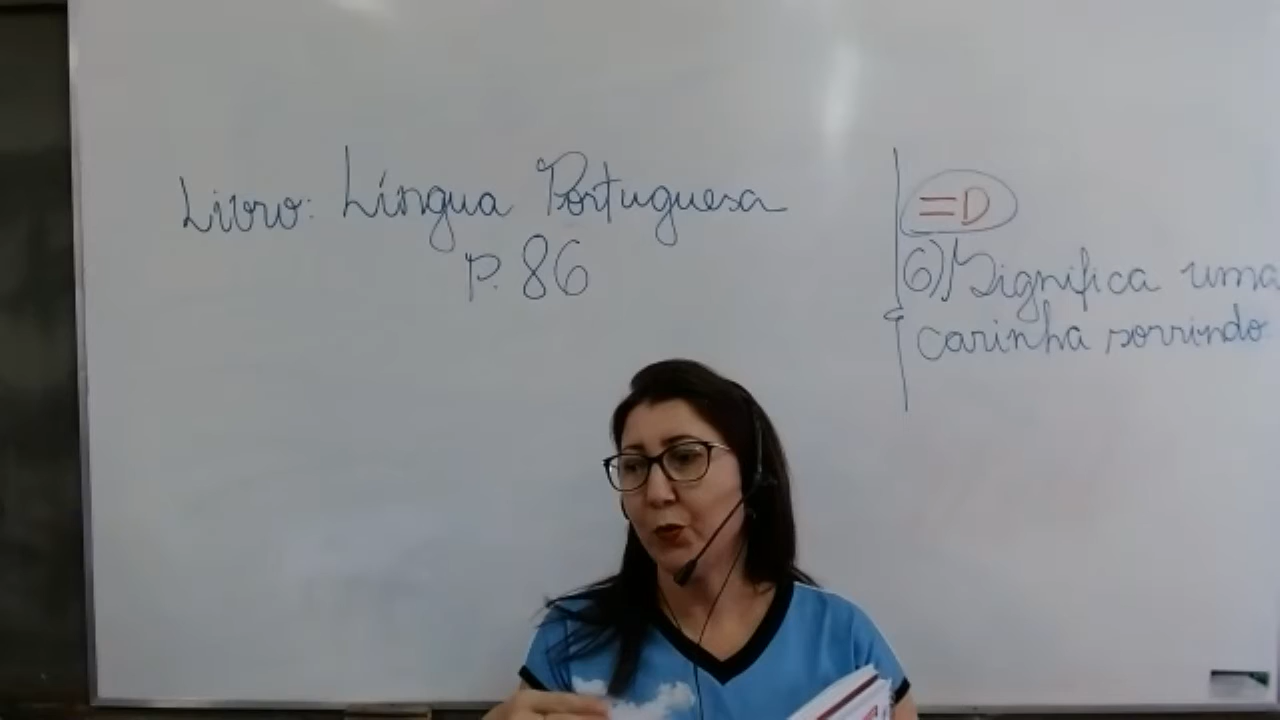 Livro: Língua Portuguesa
p. 86
=D
6) Significa uma
carinha sorrindo.